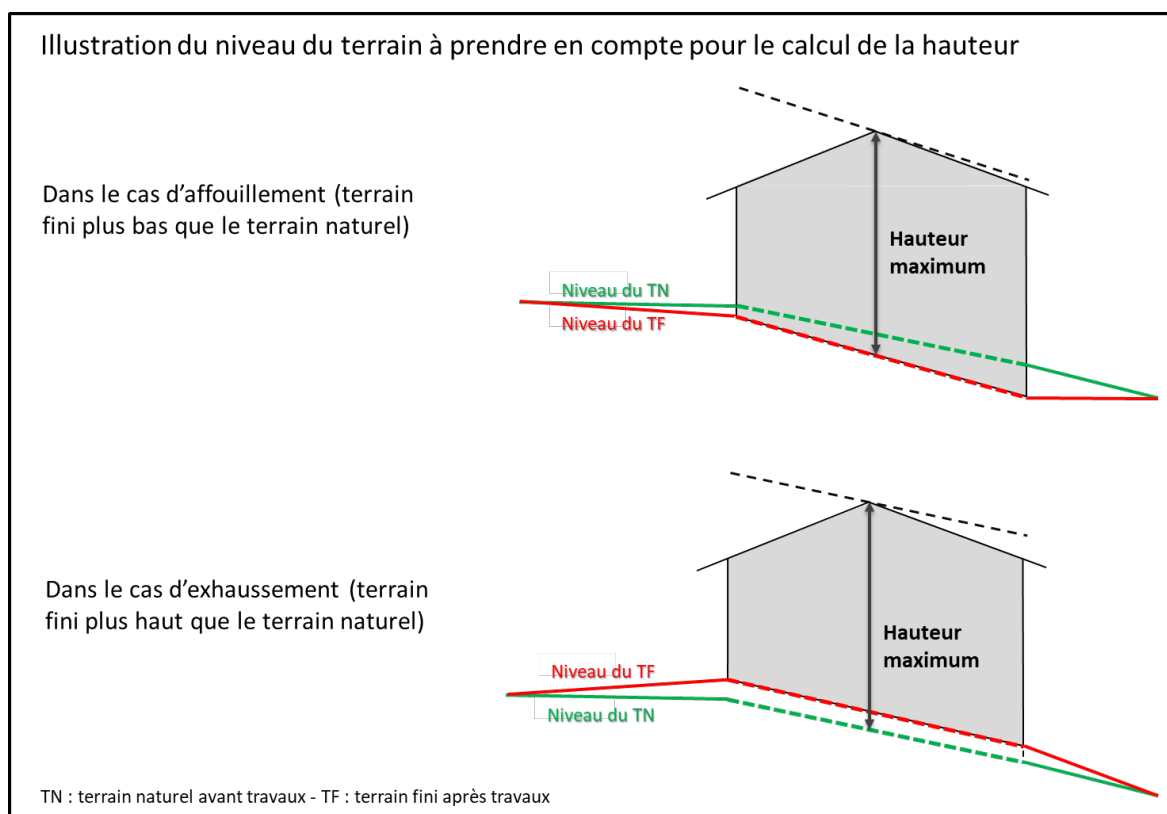 Illustration du niveau du terrain à prendre en compte pour le calcul de la hauteur
Dans le cas d’affouillement (terrain
fini plus bas que le terrain naturel)
Hauteur
maximum
Niveau du TN
Niveau du TF
Dans le cas d’exhaussement (terrain
fini plus haut que le terrain naturel)
Hauteur
maximum
Niveau du TF
Niveau du TN
TN : terrain naturel avant travaux - TF : terrain fini après travaux